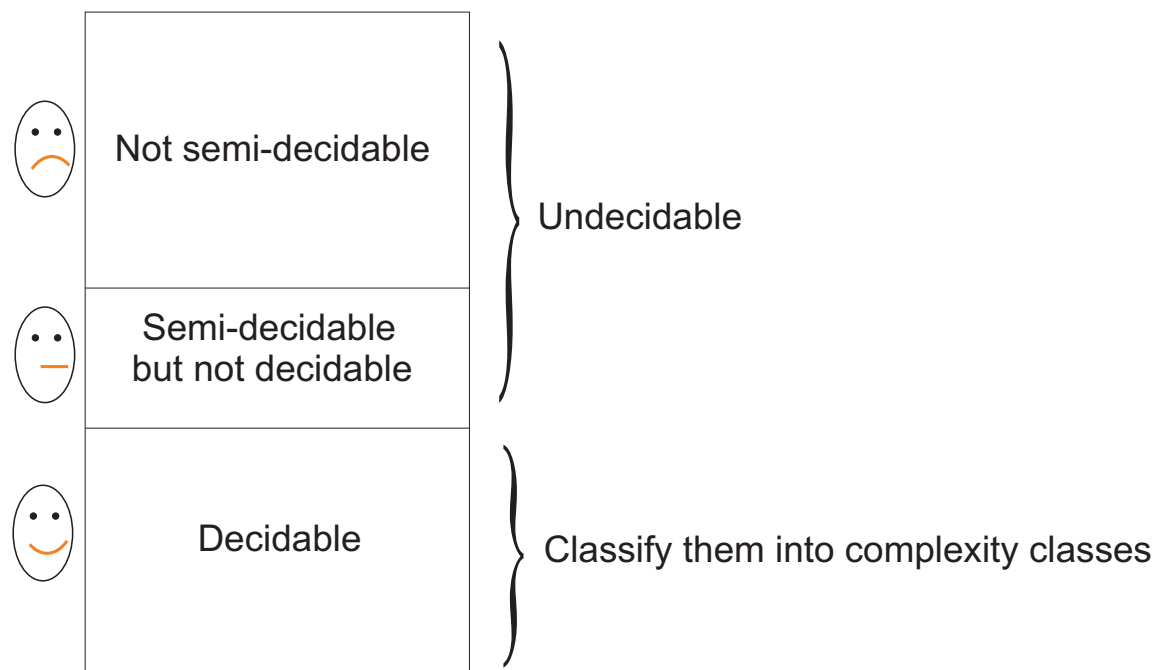 Not semi-decidable
Undecidable
Semi-decidable
but not decidable
Decidable
Classify them into complexity classes